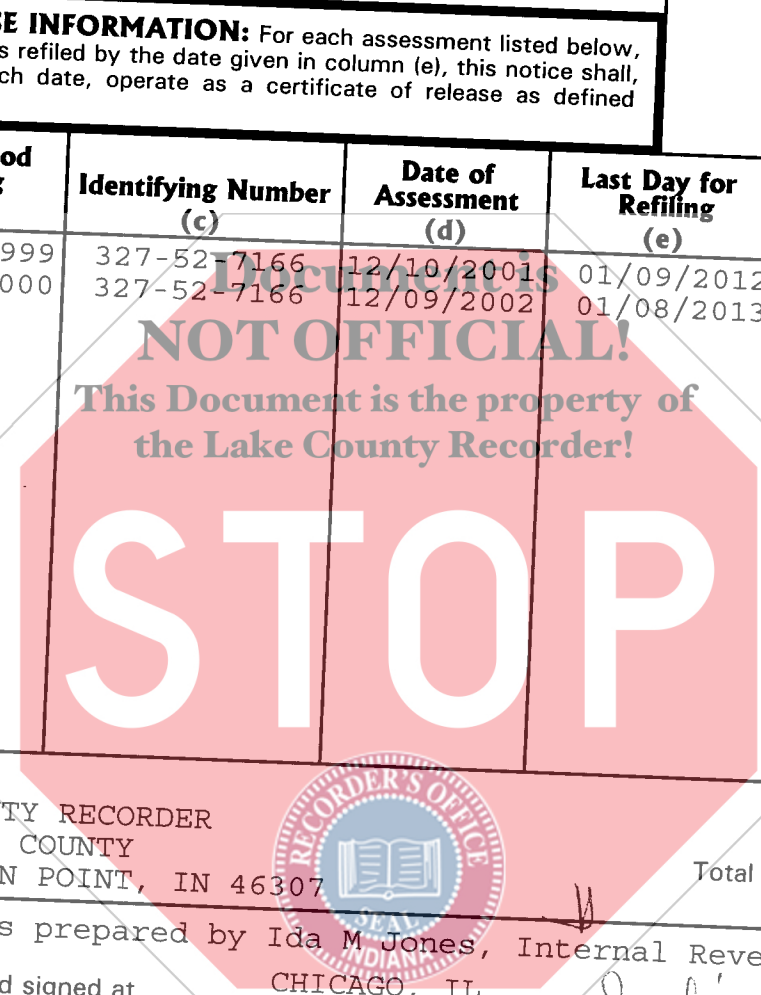 SE INFORMATION: For each assessment listed below,
s refiled by the date given in column (e), this notice shall,
ch date, operate as a certificate of release as defined
od Identifying Number Date of Assessment Last Day for Refiling
g (c) (d) (e)
999 327-52-7166 12/10/2001 01/09/2012
000 327-52-7166 12/09/2002 01/08/2013
Document is
NOT OFFICIAL!
This Document is the property of
the Lake County Recorder!
STOP
TY RECORDER
COUNTY
N POINT, IN 46307
Total
RECORDER'S OFFICE
SEAL
INDIANA
s prepared by Ida M Jones, Internal Reve
d signed at CHICAGO, IL